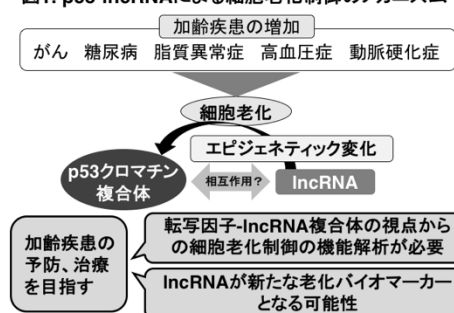 図1. p53-lncRNAによる細胞老化制御のメカニズム
加齢疾患の増加
がん 糖尿病 脂質異常症 高血圧症 動脈硬化症
細胞老化
エピジェネティック変化
p53クロマチン
複合体
相互作用?
lncRNA
加齢疾患の
予防、治療
を目指す
転写因子-lncRNA複合体の視点から
の細胞老化制御の機能解析が必要
lncRNAが新たな老化バイオマーカー
となる可能性